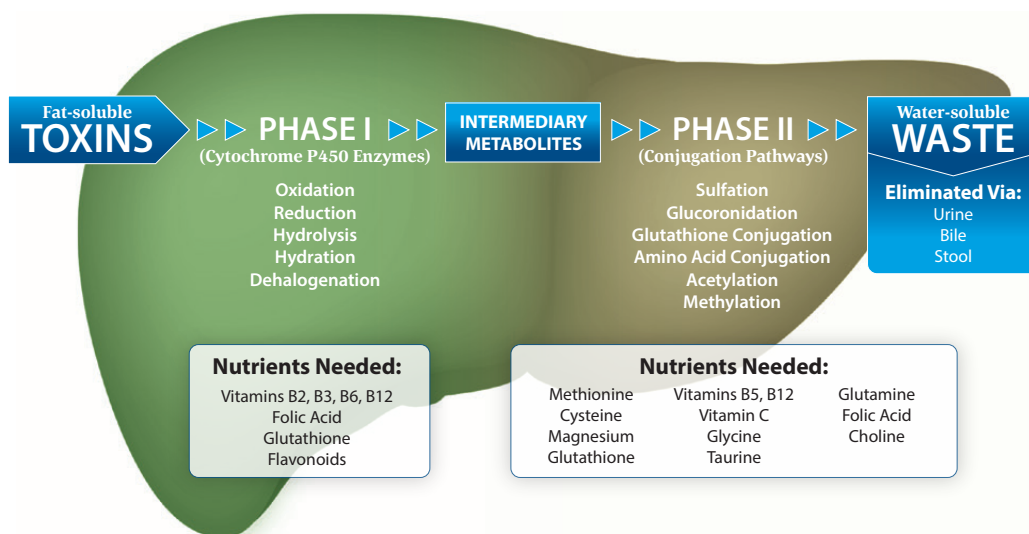 Fat-soluble
TOXINS
PHASE I
(Cytochrome P450 Enzymes)
Oxidation
Reduction
Hydrolysis
Hydration
Dehalogenation
INTERMEDIARY
METABOLITES
PHASE II
(Conjugation Pathways)
Sulfation
Glucoronidation
Glutathione Conjugation
Amino Acid Conjugation
Acetylation
Methylation
Water-soluble
WASTE
Eliminated Via:
Urine
Bile
Stool
Nutrients Needed:
Vitamins B2, B3, B6, B12
Folic Acid
Glutathione
Flavonoids
Nutrients Needed:
Methionine
Cysteine
Magnesium
Glutathione
Vitamins B5, B12
Vitamin C
Glycine
Taurine
Glutamine
Folic Acid
Choline